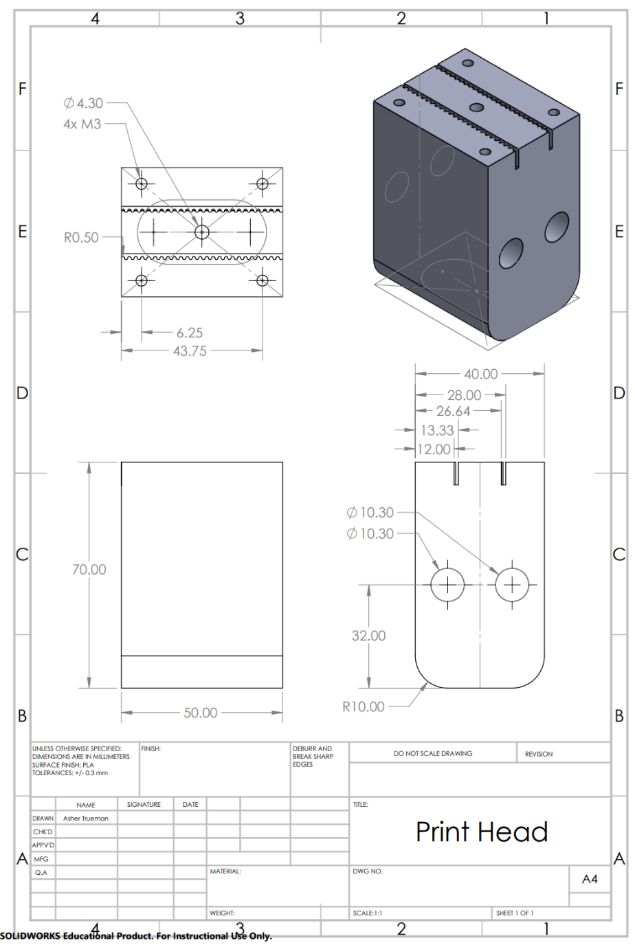 4 3 2 1
F F
Ø 4.30
4x M3
E E
R0.50
6.25
43.75
40.00
D 28.00 D
26.64
13.33
12.00
Ø 10.30
Ø 10.30
C C
70.00
32.00
R10.00
B 50.00 B
UNLESS OTHERWISE SPECIFIED:
DIMENSIONS ARE IN MILLIMETERS
SURFACE FINISH: PLA
TOLERANCES: +/- 0.3 mm
FINISH:
DEBURR AND
BREAK SHARP
EDGES
DO NOT SCALE DRAWING
REVISION
NAME SIGNATURE DATE
TITLE:
DRAWN Asher Trueman
CHK'D
APPV'D
MFG
Q.A
Print Head
A A
MATERIAL:
DWG NO.
A4
WEIGHT:
SCALE:1:1
SHEET 1 OF 1
4 3 2 1
SOLIDWORKS Educational Product. For Instructional Use Only.